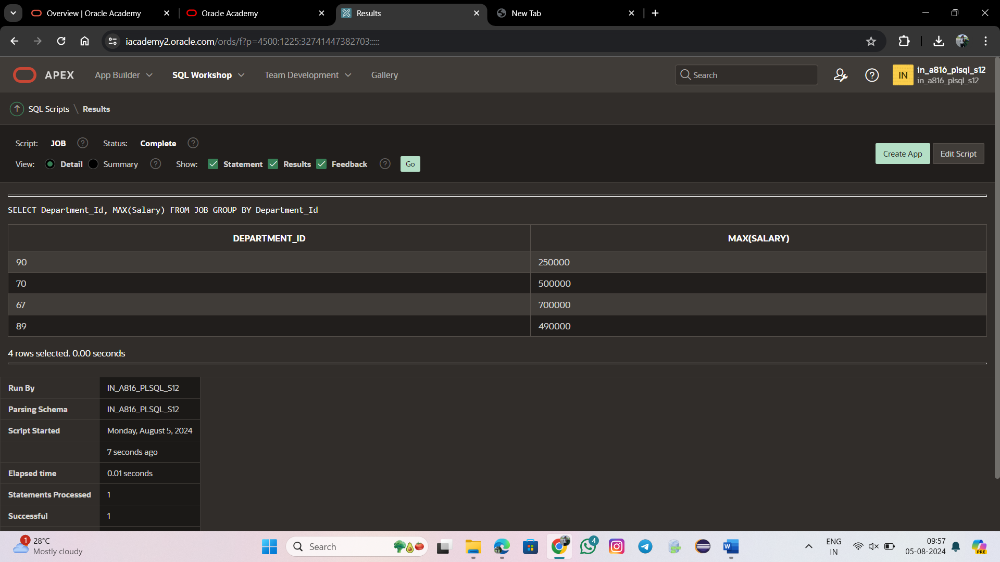 Overview | Oracle Academy
Oracle Academy
Results
New Tab
iacademy2.oracle.com/ords/f?p=4500:1225:32741447382703:::::
APEX
App Builder
SQL Workshop
Team Development
Gallery
Search
IN
in_a816_plsql_s12
in_a816_plsql_s12
SQL Scripts \ Results
Script: JOB ? Status: Complete ?
View: Detail Summary ? Show: Statement Results Feedback ? Go
Create App
Edit Script
SELECT Department_Id, MAX(Salary) FROM JOB GROUP BY Department_Id
DEPARTMENT_ID MAX(SALARY)
90 250000
70 500000
67 700000
89 490000
4 rows selected. 0.00 seconds
Run By IN_A816_PLSQL_S12
Parsing Schema IN_A816_PLSQL_S12
Script Started Monday, August 5, 2024
7 seconds ago
Elapsed time 0.01 seconds
Statements Processed 1
Successful 1
1
28°C
Mostly cloudy
Search
4
W
ENG
IN
09:57
05-08-2024
PRE